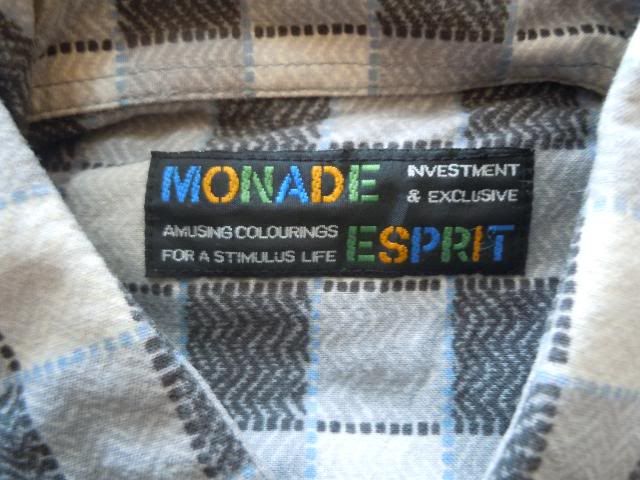 MONADE
INVESTMENT
& EXCLUSIVE
AMUSING COLOURINGS
FOR A STIMULUS LIFE
ESPRIT